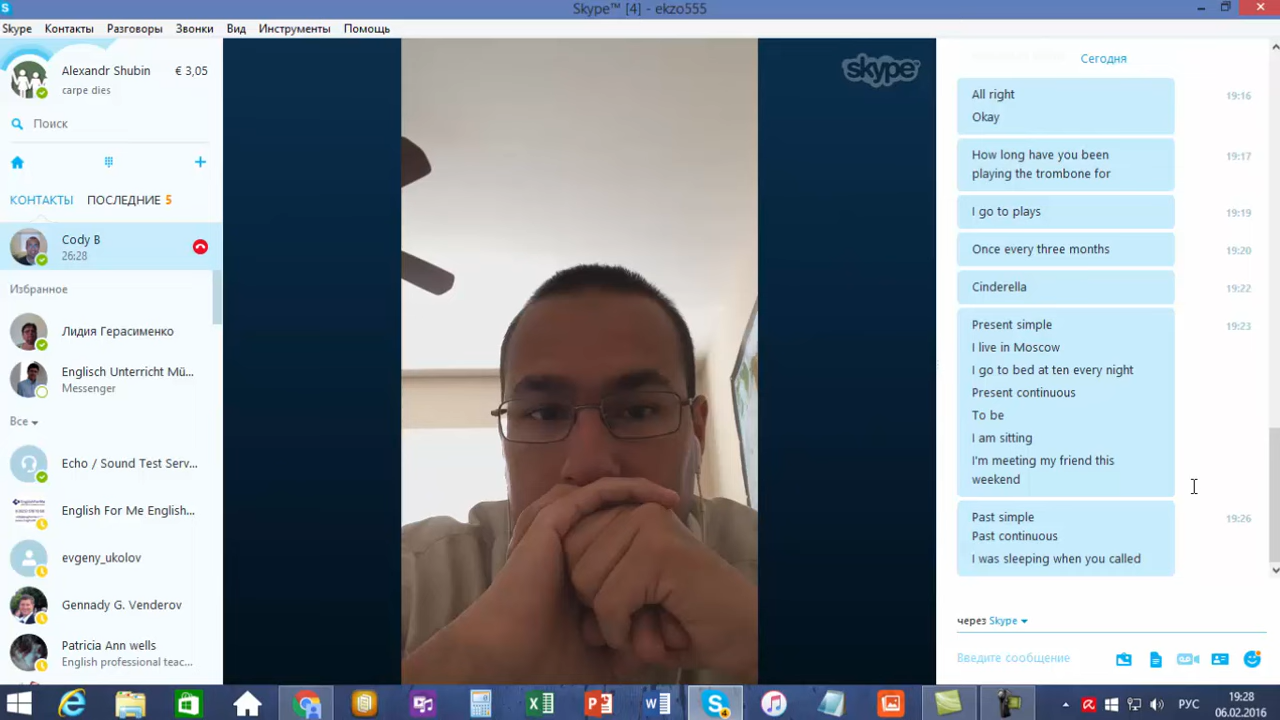 Skype™ [4] - ekzo555
Skype Контакты Разговоры Звонки Вид Инструменты Помощь
Alexandr Shubin € 3,05
carpe dies
Поиск
КОНТАКТЫ ПОСЛЕДНИЕ 5
Cody B
26:28
Избранное
Лидия Герасименко
Englisch Unterricht Mü...
Messenger
Все
Echo / Sound Test Serv...
English For Me English...
evgeny_ukolov
Gennady G. Venderov
Patricia Ann wells
English professional teac...
skype
Сегодня
All right 19:16
Okay
How long have you been 19:17
playing the trombone for
I go to plays 19:19
Once every three months 19:20
Cinderella 19:22
Present simple 19:23
I live in Moscow
I go to bed at ten every night
Present continuous
To be
I am sitting
I'm meeting my friend this
weekend
Past simple 19:26
Past continuous
I was sleeping when you called
через Skype
Введите сообщение
РУС
19:28
06.02.2016